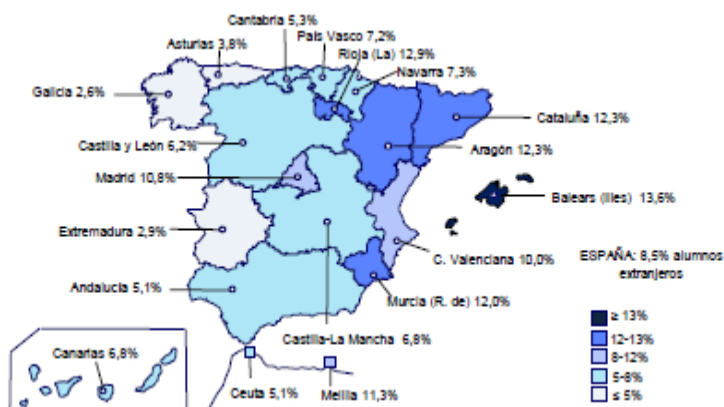 Cantabria 5,3%
País Vasco 7,2%
Asturias 3,8%
Rioja (La) 12,9%
Navarra 7,3%
Galicia 2,6%
Cataluña 12,3%
Castilla y León 6,2%
Aragón 12,3%
Madrid 10,8%
Balears (Illes) 13,6%
Extremadura 2,9%
C. Valenciana 10,0%
ESPAÑA: 8,5% alumnos
extranjeros
Andalucía 5,1%
Murcia (R. de) 12,0%
≥ 13%
12-13%
8-12%
5-8%
≤ 5%
Castilla-La Mancha 6,8%
Canarias 6,8%
Ceuta 5,1%
Melilla 11,3%